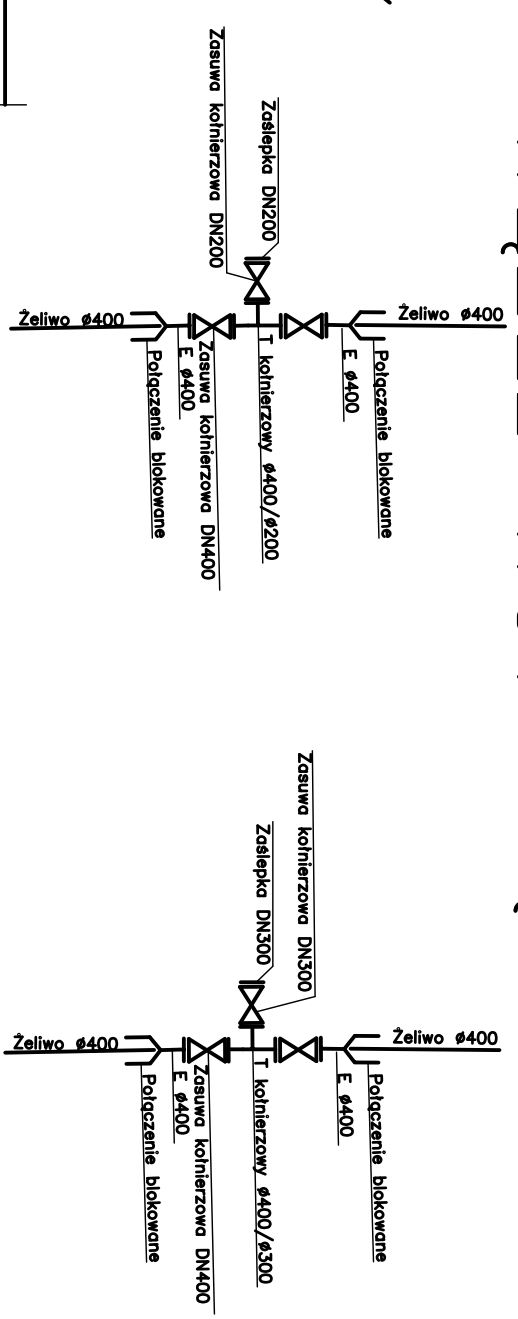 Zasuwa kołnierzowa DN200
Zaślepka DN200
Żeliwo ø400
Żeliwo ø400
Połączenie blokowane
E ø400
Zasuwa kołnierzowa DN400
T kołnierzowy ø400/ø200
E ø400
Połączenie blokowane
Zasuwa kołnierzowa DN300
Zaślepka DN300
Żeliwo ø400
Żeliwo ø400
Połączenie blokowane
E ø400
Zasuwa kołnierzowa DN400
T kołnierzowy ø400/ø300
E ø400
Połączenie blokowane